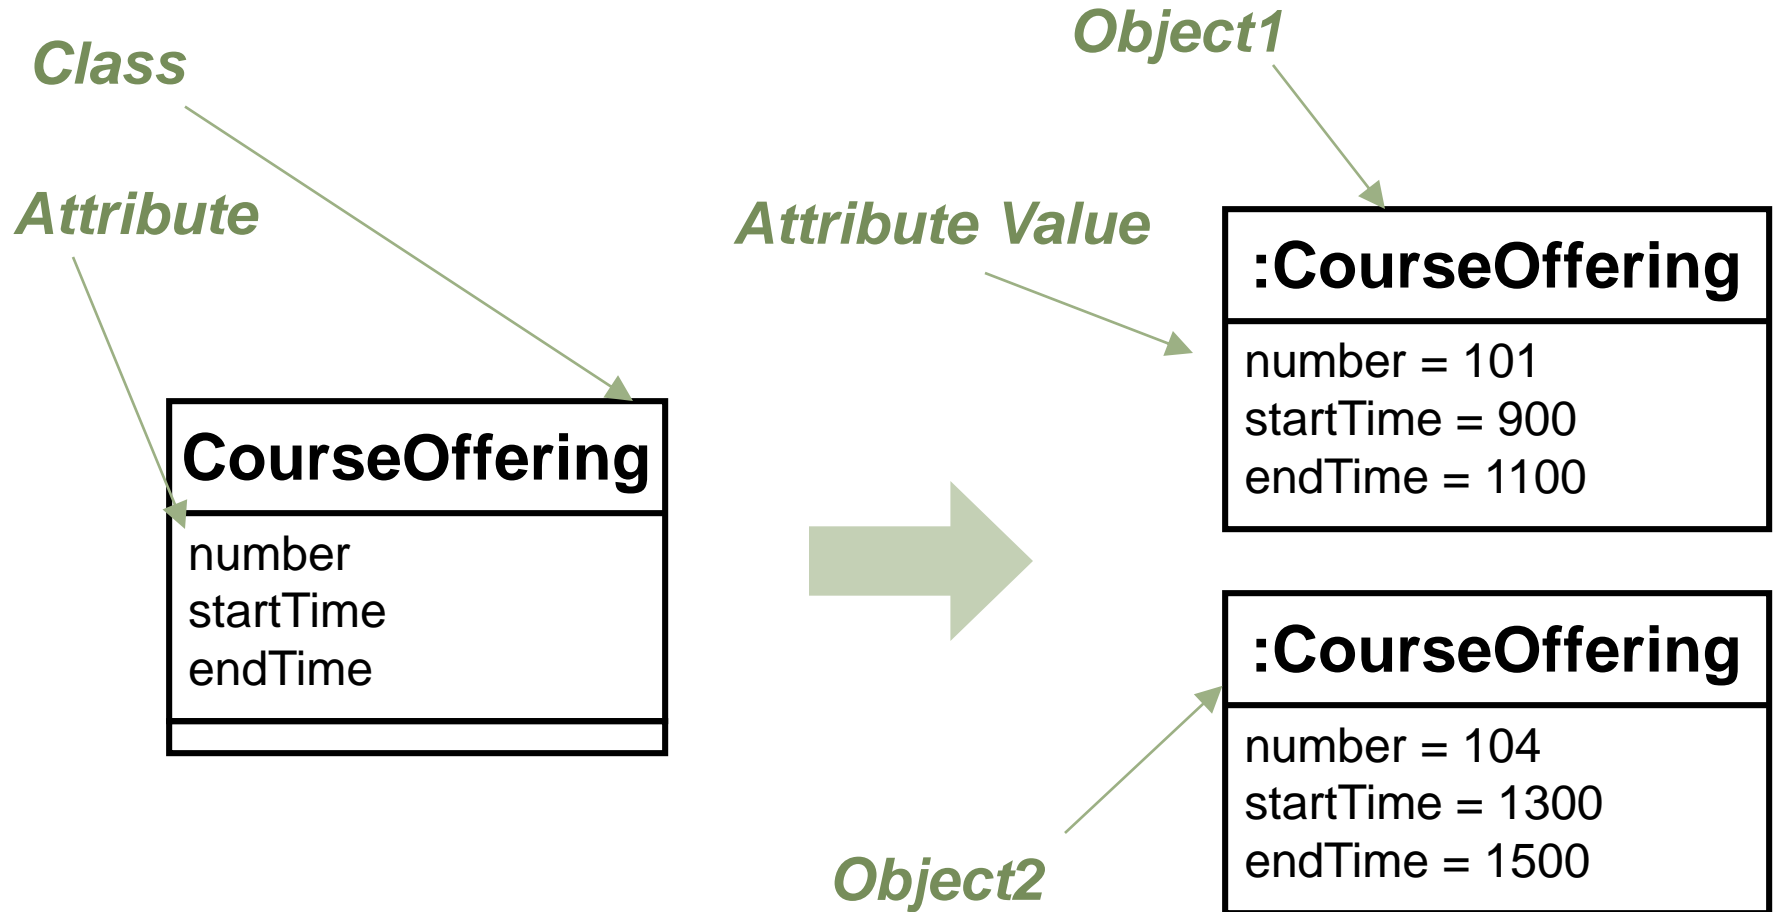 Class
Attribute
CourseOffering
number
startTime
endTime
Object1
Attribute Value
:CourseOffering
number = 101
startTime = 900
endTime = 1100
:CourseOffering
number = 104
startTime = 1300
endTime = 1500
Object2